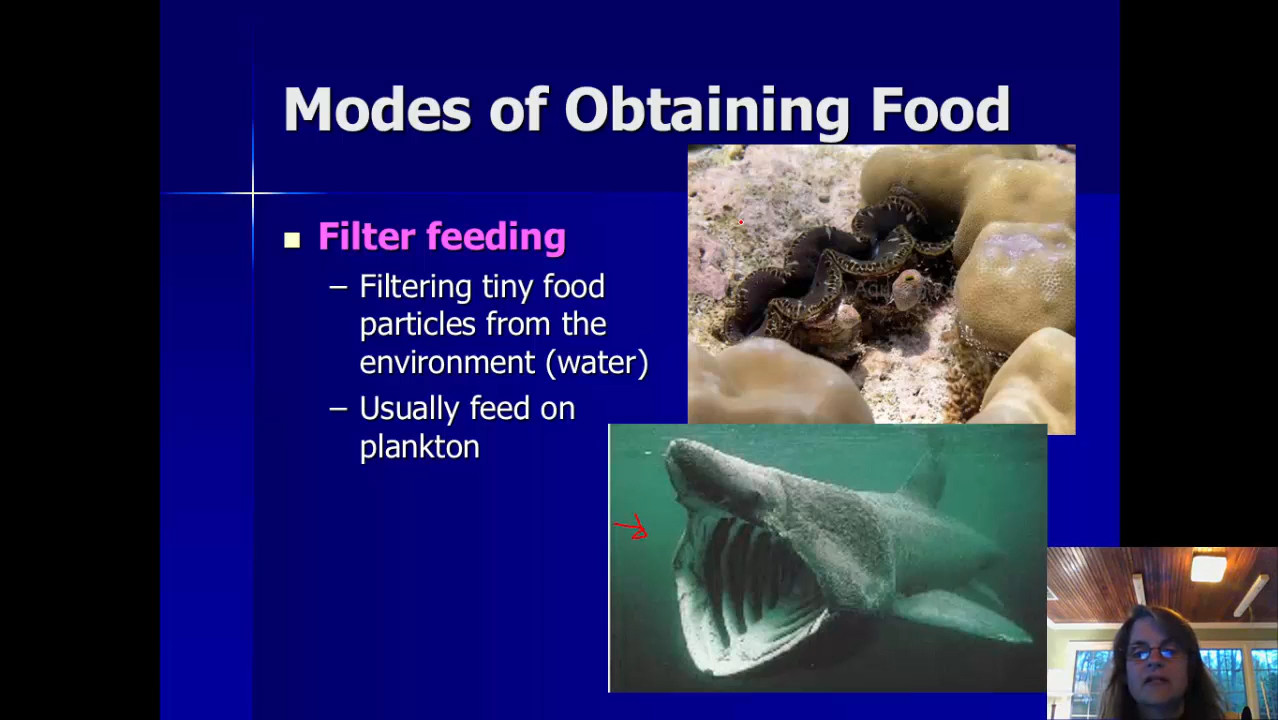 Modes of Obtaining Food
Filter feeding
– Filtering tiny food
particles from the
environment (water)
– Usually feed on
plankton